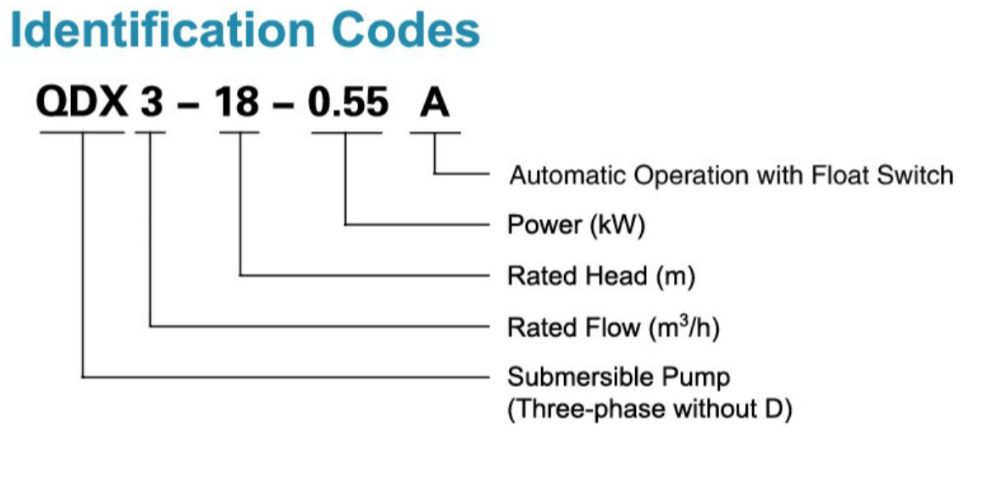 Identification Codes
QDX 3 – 18 – 0.55 A
Automatic Operation with Float Switch
Power (kW)
Rated Head (m)
Rated Flow (m³/h)
Submersible Pump
(Three-phase without D)